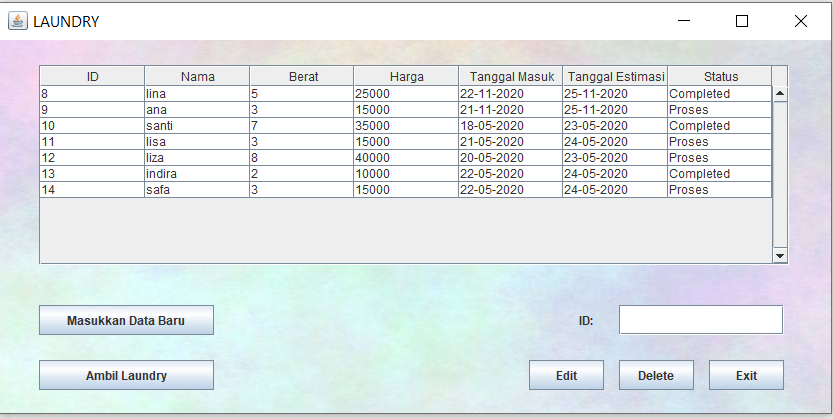 LAUNDRY
ID Nama Berat Harga Tanggal Masuk Tanggal Estimasi Status
8 lina 5 25000 22-11-2020 25-11-2020 Completed
9 ana 3 15000 21-11-2020 25-11-2020 Proses
10 santi 7 35000 18-05-2020 23-05-2020 Completed
11 lisa 3 15000 21-05-2020 24-05-2020 Proses
12 liza 8 40000 20-05-2020 23-05-2020 Proses
13 indira 2 10000 22-05-2020 24-05-2020 Completed
14 safa 3 15000 22-05-2020 24-05-2020 Proses
Masukkan Data Baru ID:
Ambil Laundry Edit Delete Exit